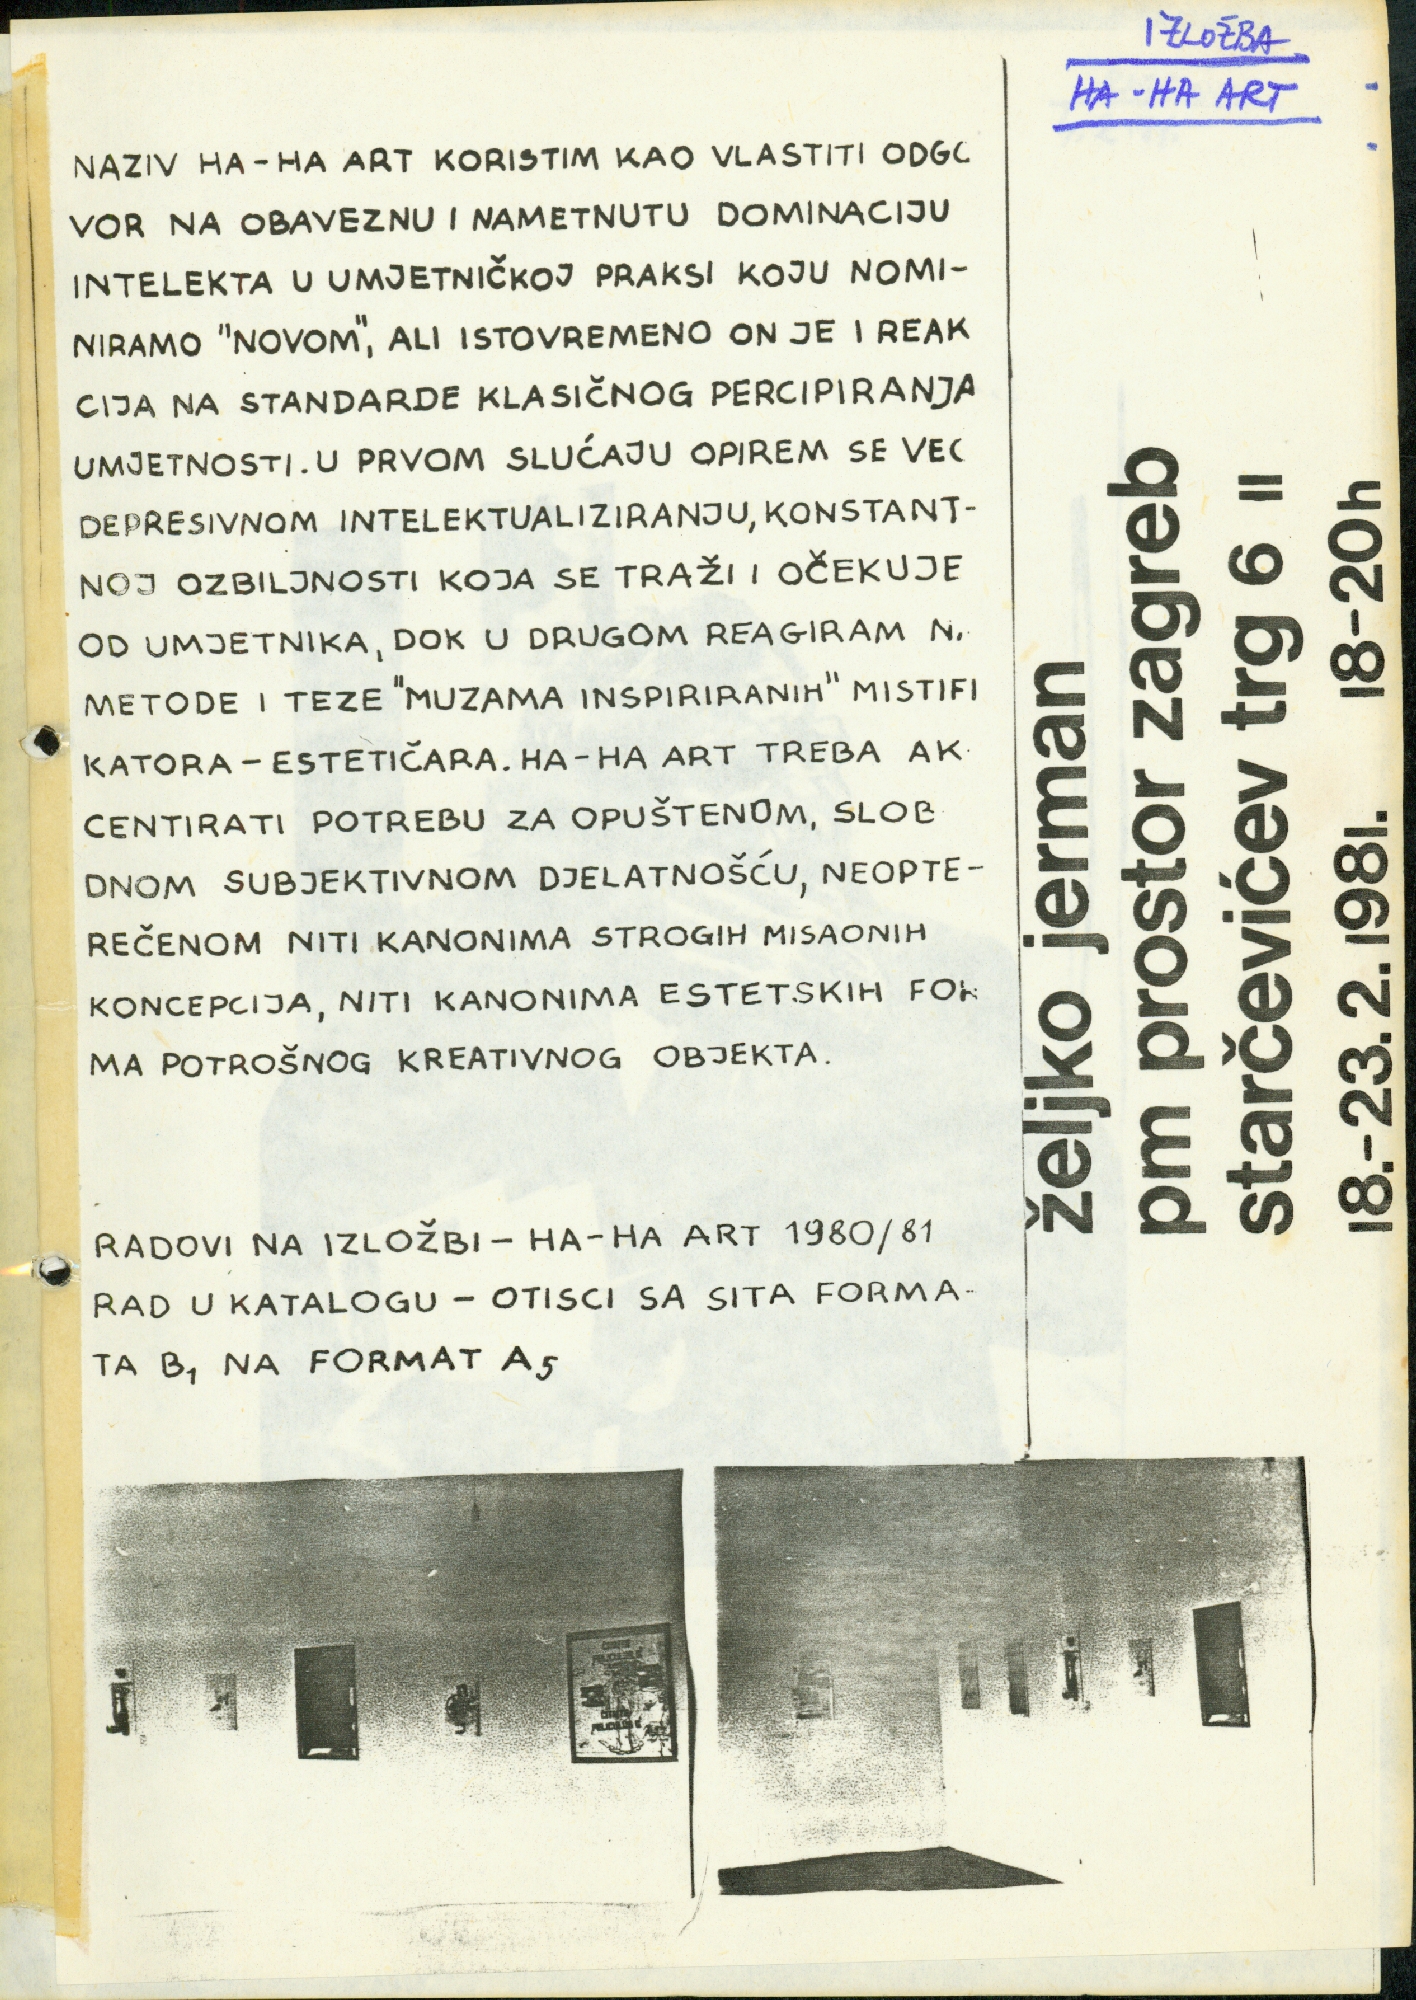 IZLOŽBA
HA-HA ART
NAZIV HA-HA ART KORISTIM KAO VLASTITI ODGO
VOR NA OBAVEZNU I NAMETNUTU DOMINACIJU
INTELEKTA U UMJETNIČKOJ PRAKSI KOJU NOMI-
NIRAMO "NOVOM", ALI ISTOVREMENO ON JE I REAK
CIJA NA STANDARDE KLASIČNOG PERCIPIRANJA
UMJETNOSTI. U PRVOM SLUĆAJU OPIREM SE VEC
DEPRESIVNOM INTELEKTUALIZIRANJU, KONSTANT-
NOJ OZBILJNOSTI KOJA SE TRAŽI I OČEKUJE
OD UMJETNIKA, DOK U DRUGOM REAGIRAM
METODE I TEZE "MUZAMA INSPIRIRANIH" MISTIFI
KATORA-ESTETIČARA. HA-HA ART TREBA AK
CENTIRATI POTREBU ZA OPUŠTENOM, SLOB
DNOM SUBJEKTIVNOM DJELATNOŠĆU, NEOPTE-
REČENOM NITI KANONIMA STROGIH MISAONIH
KONCEPCIJA, NITI KANONIMA ESTETSKIH FOR
MA POTROŠNOG KREATIVNOG OBJEKTA.
RADOVI NA IZLOŽBI - HA-HA ART 1980/81
RAD U KATALOGU - OTISCI SA SITA FORMA-
TA B1 NA FORMAT A5
željko jerman
pm prostor zagreb
starčevićev trg 6 II
18.-23.2.1981. 18-20h